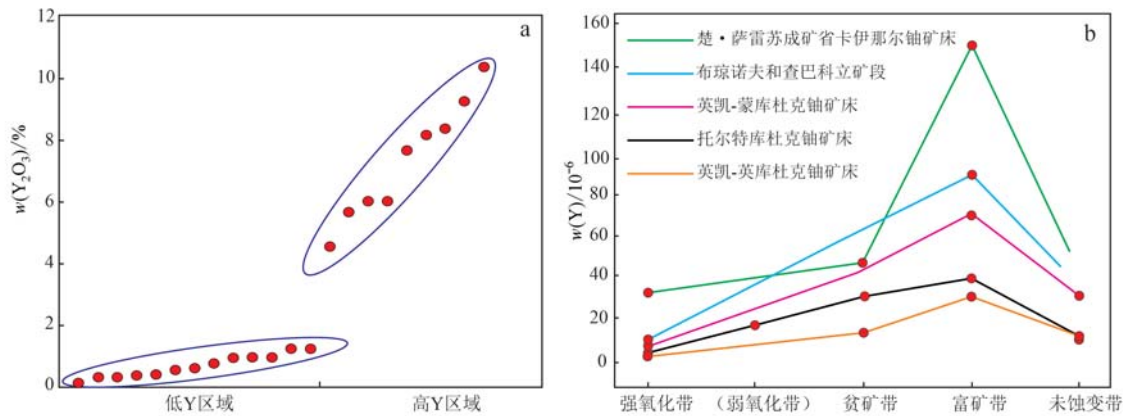 a
12
10
8
6
4
2
0
w(Y₂O₃)/%
低Y区域
高Y区域
b
160
140
120
100
80
60
40
20
0
w(Y)/10⁻⁶
楚·萨雷苏成矿省卡伊那尔铀矿床
布琼诺夫和查巴科立矿段
英凯-蒙库杜克铀矿床
托尔特库杜克铀矿床
英凯-英库杜克铀矿床
强氧化带
（弱氧化带）
贫矿带
富矿带
未蚀变带